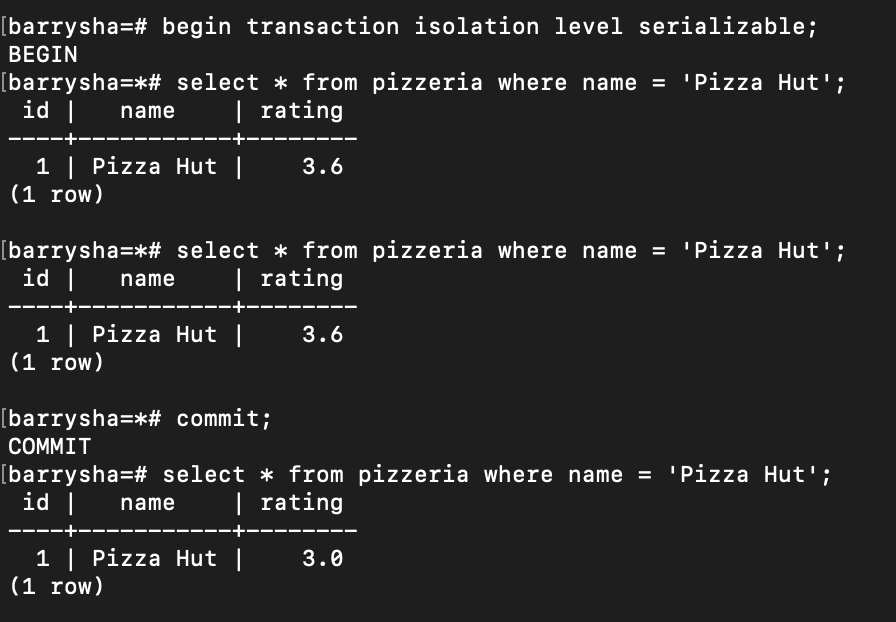 [barrysha=# begin transaction isolation level serializable;
BEGIN
[barrysha=*# select * from pizzeria where name = 'Pizza Hut';
 id |   name    | rating
----+-----------+--------
  1 | Pizza Hut |    3.6
(1 row)

[barrysha=*# select * from pizzeria where name = 'Pizza Hut';
 id |   name    | rating
----+-----------+--------
  1 | Pizza Hut |    3.6
(1 row)

[barrysha=*# commit;
COMMIT
[barrysha=# select * from pizzeria where name = 'Pizza Hut';
 id |   name    | rating
----+-----------+--------
  1 | Pizza Hut |    3.0
(1 row)